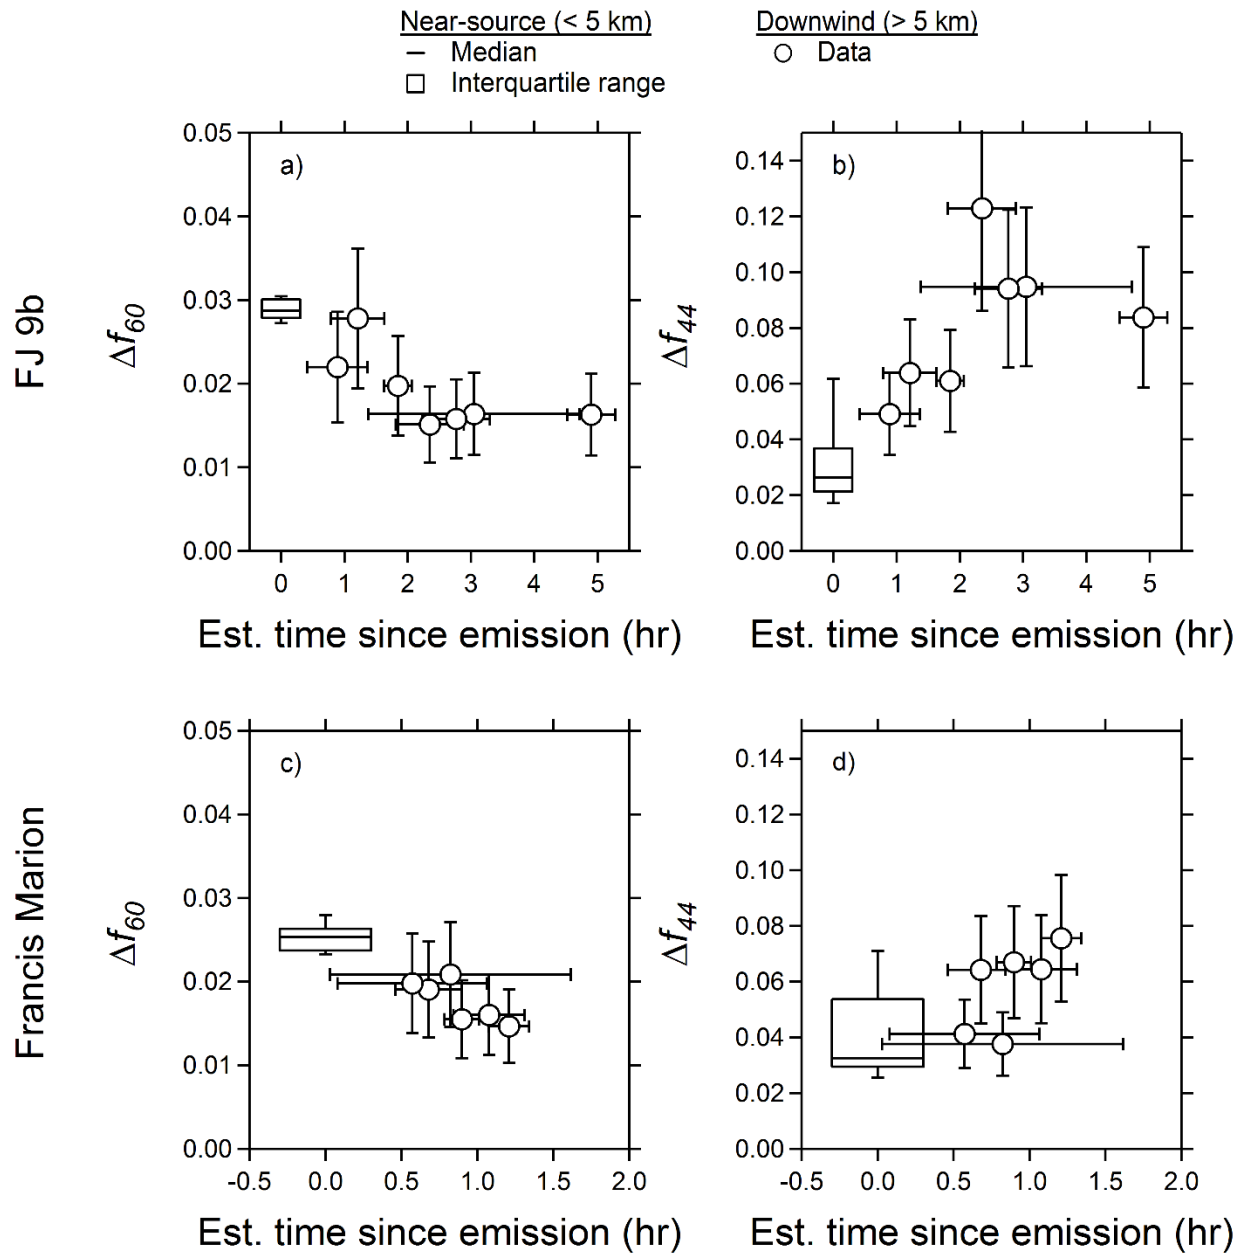 Near-source (< 5 km) Downwind (> 5 km)
Median Data
Interquartile range
FJ 9b
a)
Δf60
0.05
0.04
0.03
0.02
0.01
0.00
0 1 2 3 4 5
Est. time since emission (hr)
b)
Δf44
0.14
0.12
0.10
0.08
0.06
0.04
0.02
0.00
0 1 2 3 4 5
Est. time since emission (hr)
Francis Marion
c)
Δf60
0.05
0.04
0.03
0.02
0.01
0.00
-0.5 0.0 0.5 1.0 1.5 2.0
Est. time since emission (hr)
d)
Δf44
0.14
0.12
0.10
0.08
0.06
0.04
0.02
0.00
-0.5 0.0 0.5 1.0 1.5 2.0
Est. time since emission (hr)